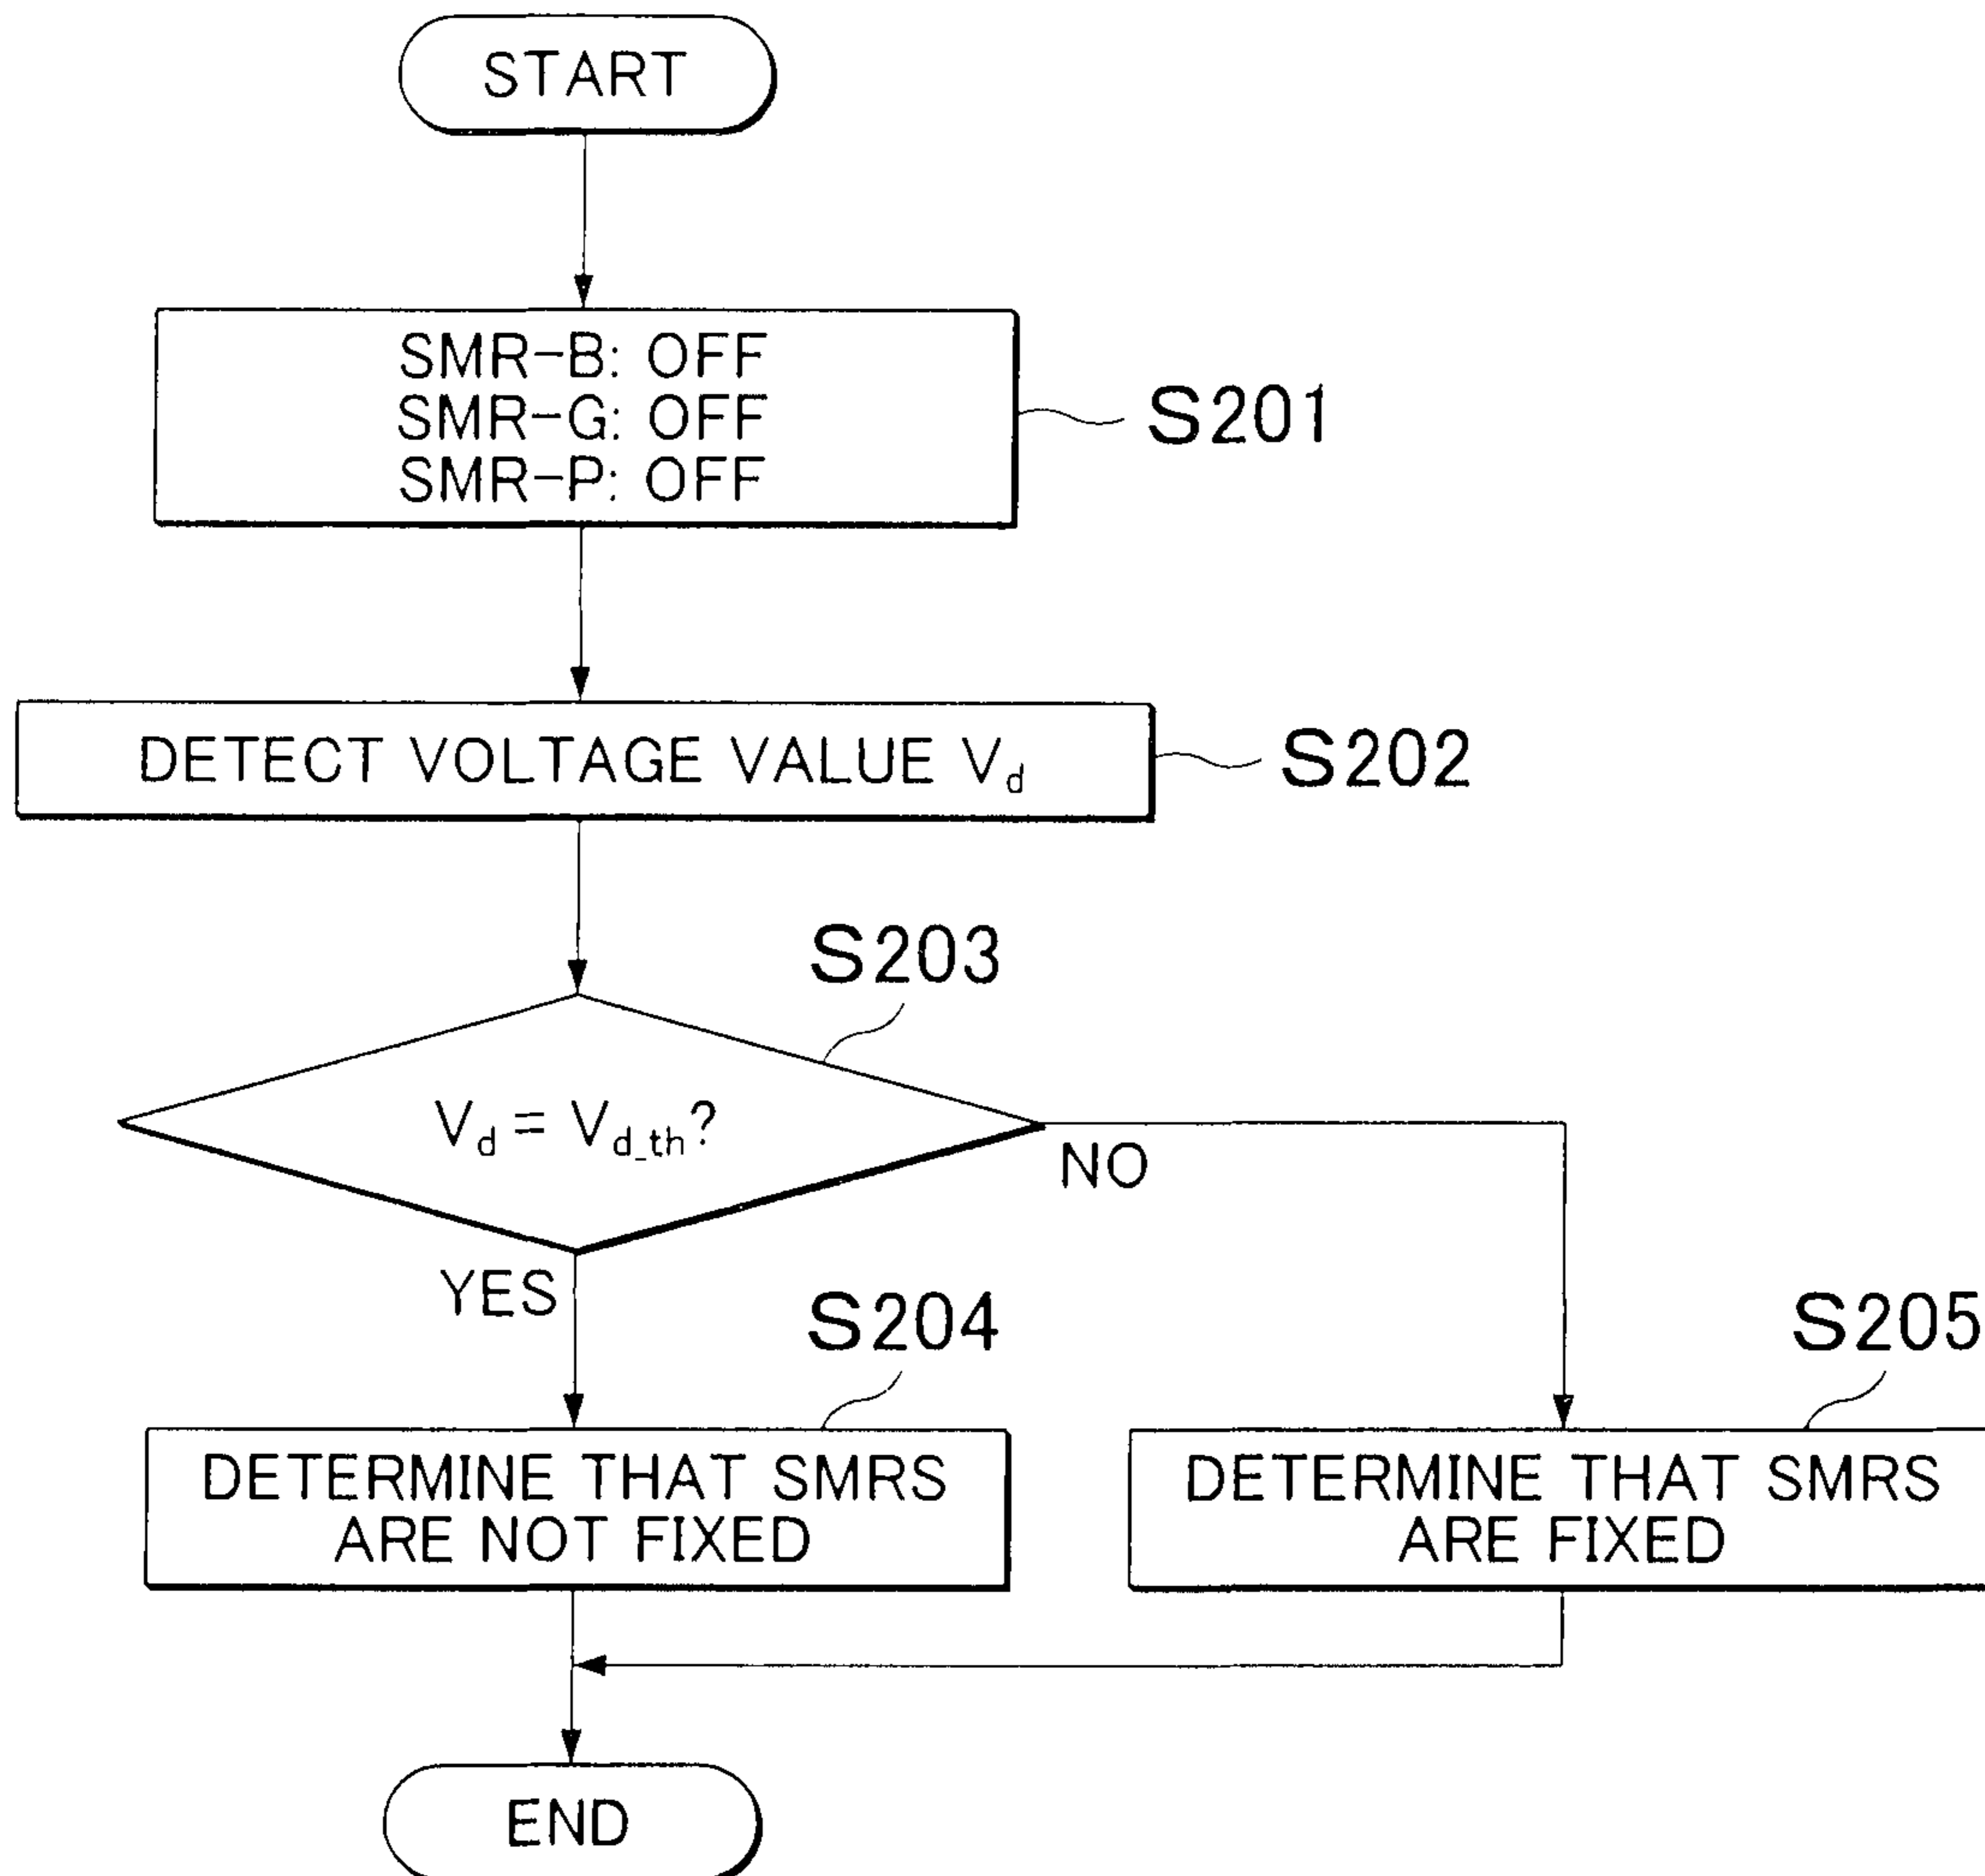 START
SMR-B: OFF
SMR-G: OFF
SMR-P: OFF
S201
DETECT VOLTAGE VALUE Vd
S202
S203
Vd = Vd_th?
NO
YES
S204
S205
DETERMINE THAT SMRS
ARE NOT FIXED
DETERMINE THAT SMRS
ARE FIXED
END